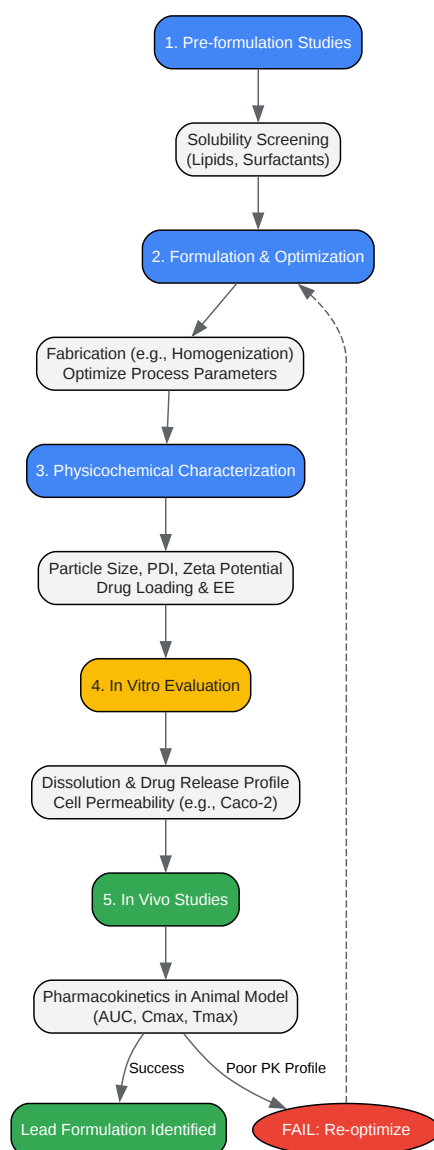 1. Pre-formulation Studies
Solubility Screening
(Lipids, Surfactants)
2. Formulation & Optimization
Fabrication (e.g., Homogenization)
Optimize Process Parameters
3. Physicochemical Characterization
Particle Size, PDI, Zeta Potential
Drug Loading & EE
4. In Vitro Evaluation
Dissolution & Drug Release Profile
Cell Permeability (e.g., Caco-2)
5. In Vivo Studies
Pharmacokinetics in Animal Model
(AUC, Cmax, Tmax)
Success
Poor PK Profile
Lead Formulation Identified
FAIL: Re-optimize